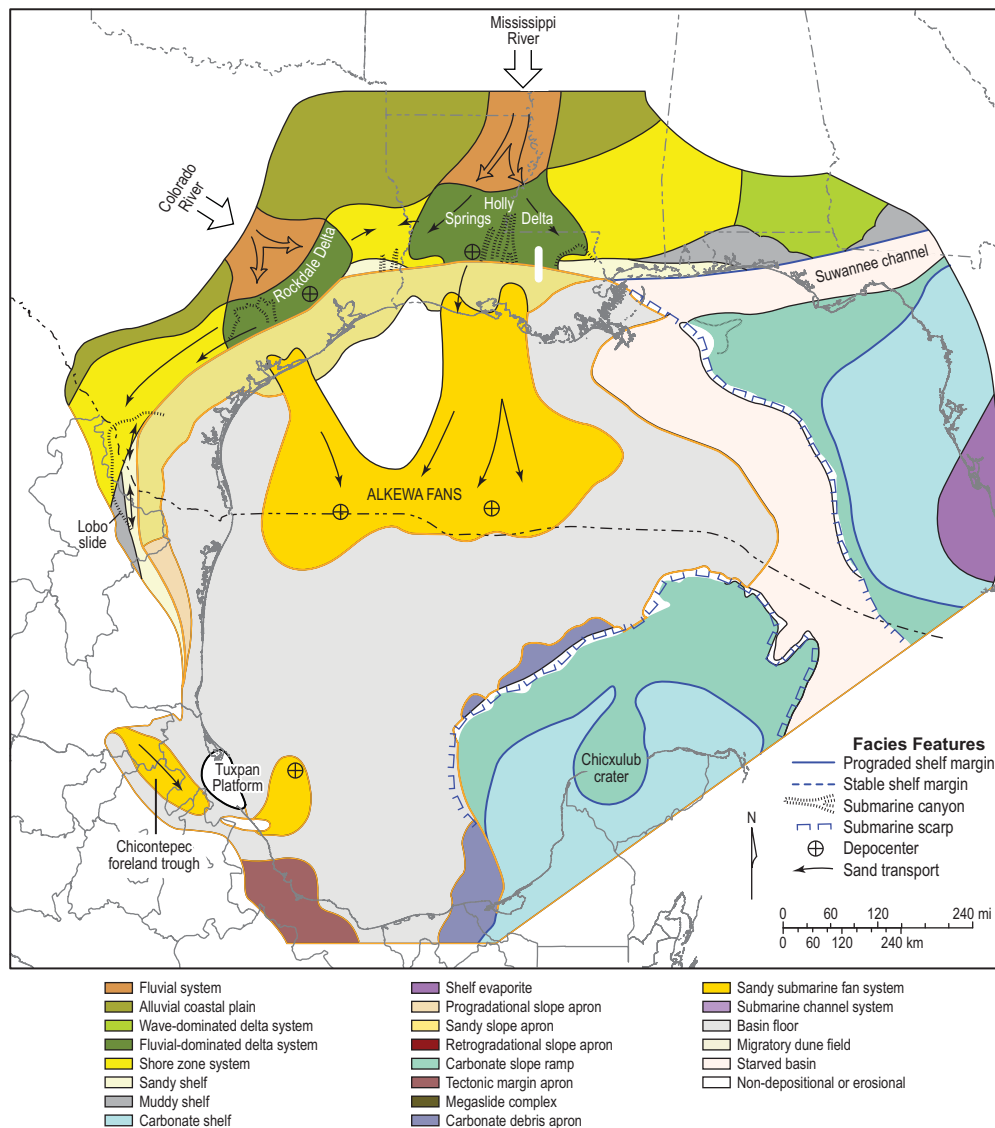 Mississippi
River
Colorado
River
Holly
Springs Delta
Rockdale Delta
Suwannee channel
ALKEWA FANS
Lobo
slide
Tuxpan
Platform
Chicxulub
crater
Chicontepec
foreland trough
Facies Features
Prograded shelf margin
Stable shelf margin
Submarine canyon
Submarine scarp
Depocenter
Sand transport
N
0 60 120 240 mi
0 60 120 240 km
Fluvial system
Alluvial coastal plain
Wave-dominated delta system
Fluvial-dominated delta system
Shore zone system
Sandy shelf
Muddy shelf
Carbonate shelf
Shelf evaporite
Progradational slope apron
Sandy slope apron
Retrogradational slope apron
Carbonate slope ramp
Tectonic margin apron
Megaslide complex
Carbonate debris apron
Sandy submarine fan system
Submarine channel system
Basin floor
Migratory dune field
Starved basin
Non-depositional or erosional